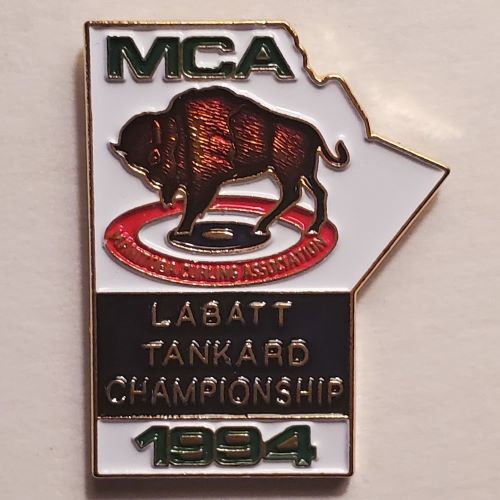 MCA
MANITOBA CURLING ASSOCIATION
LABATT
TANKARD
CHAMPIONSHIP
1994